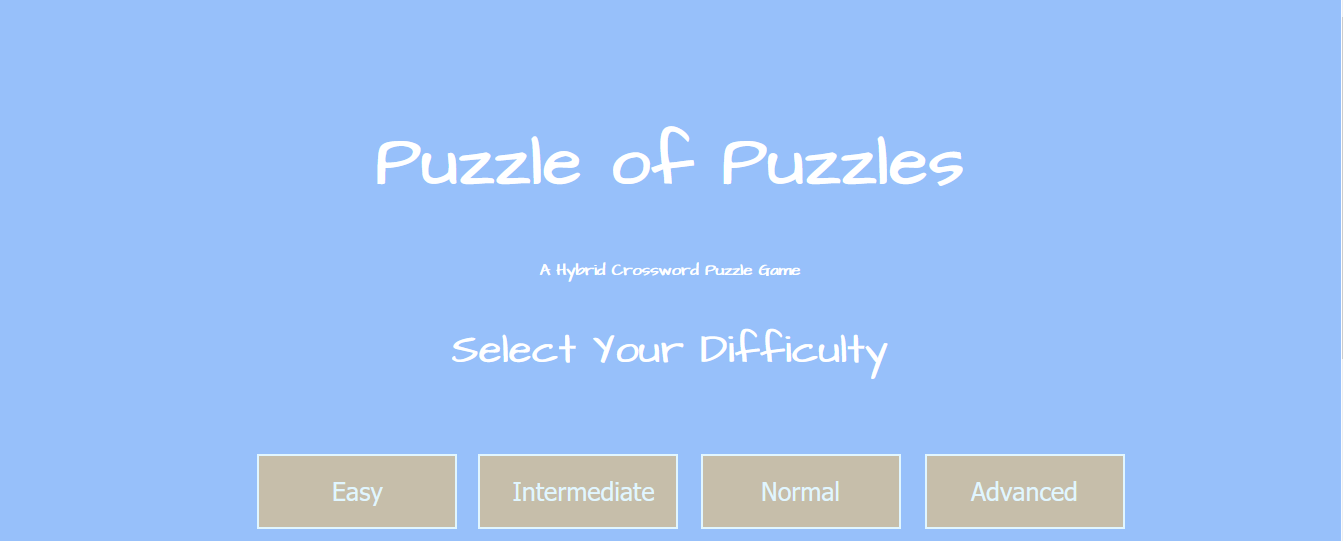 Puzzle of Puzzles
A Hybrid Crossword Puzzle Game
Select Your Difficulty
Easy Intermediate Normal Advanced